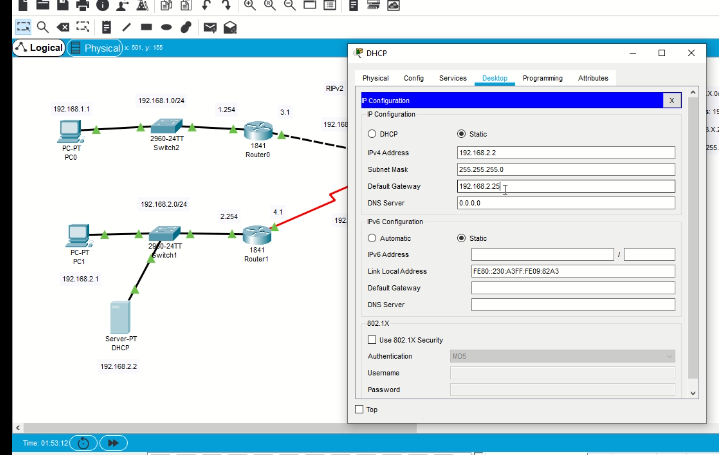 Logical
Physical
x: 501, y: 155
RIPv2
192.168.1.1
192.168.1.0/24
1.254
3.1
192.168
PC-PT
PC0
2960-24TT
Switch2
1841
Router0
192.168.2.0/24
2.254
4.1
192
PC-PT
PC1
2960-24TT
Switch1
1841
Router1
192.168.2.1
Server-PT
DHCP
192.168.2.2
Time: 01:53:12
DHCP
Physical Config Services Desktop Programming Attributes
IP Configuration X
IP Configuration
DHCP Static
IPv4 Address 192.168.2.2
Subnet Mask 255.255.255.0
Default Gateway 192.168.2.25
DNS Server 0.0.0.0
IPv6 Configuration
Automatic Static
IPv6 Address /
Link Local Address FE80::230:A3FF:FE09:82A3
Default Gateway
DNS Server
802.1X
Use 802.1X Security
Authentication MD5
Username
Password
Top
255